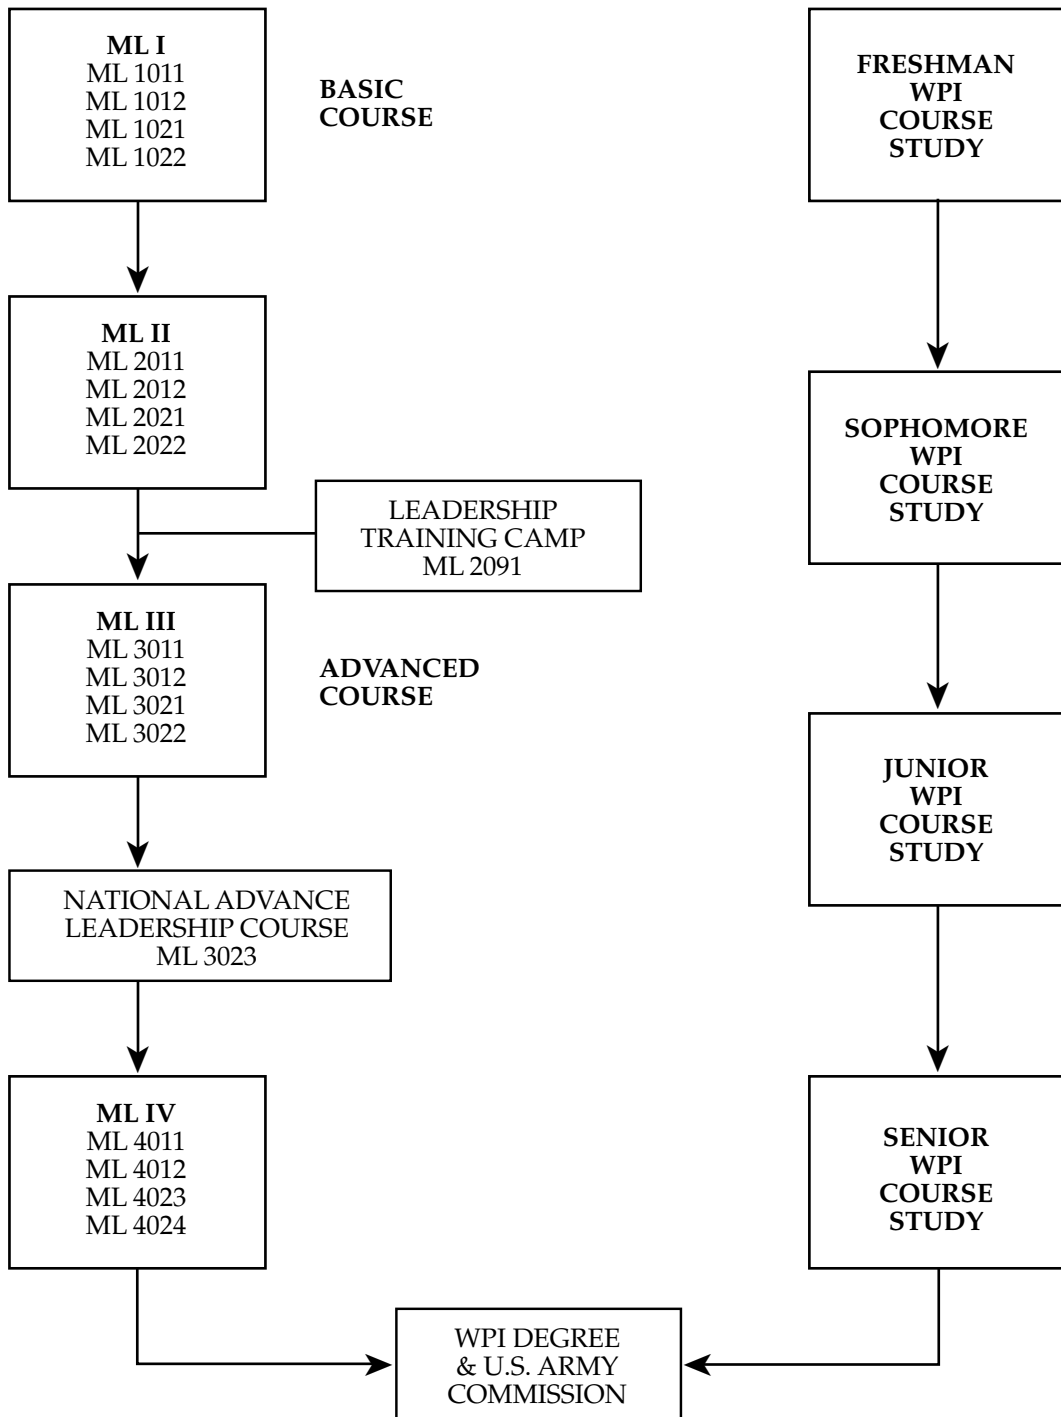 ML I
ML 1011
ML 1012
ML 1021
ML 1022
BASIC
COURSE
FRESHMAN
WPI
COURSE
STUDY
ML II
ML 2011
ML 2012
ML 2021
ML 2022
SOPHOMORE
WPI
COURSE
STUDY
LEADERSHIP
TRAINING CAMP
ML 2091
ML III
ML 3011
ML 3012
ML 3021
ML 3022
ADVANCED
COURSE
JUNIOR
WPI
COURSE
STUDY
NATIONAL ADVANCE
LEADERSHIP COURSE
ML 3023
ML IV
ML 4011
ML 4012
ML 4023
ML 4024
SENIOR
WPI
COURSE
STUDY
WPI DEGREE
& U.S. ARMY
COMMISSION